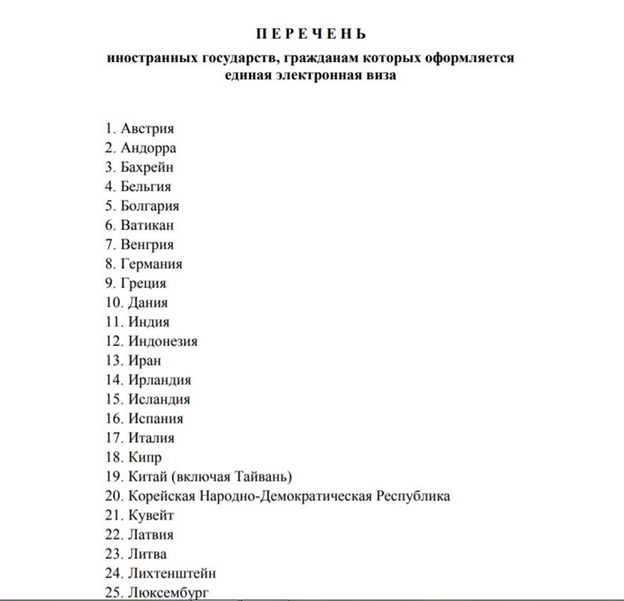 П Е Р Е Ч Е Н Ь
иностранных государств, гражданам которых оформляется
единая электронная виза
1. Австрия
2. Андорра
3. Бахрейн
4. Бельгия
5. Болгария
6. Ватикан
7. Венгрия
8. Германия
9. Греция
10. Дания
11. Индия
12. Индонезия
13. Иран
14. Ирландия
15. Исландия
16. Испания
17. Италия
18. Кипр
19. Китай (включая Тайвань)
20. Корейская Народно-Демократическая Республика
21. Кувейт
22. Латвия
23. Литва
24. Лихтенштейн
25. Люксембург